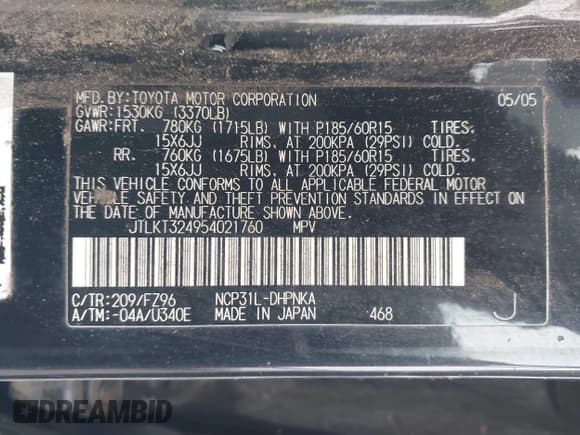 MFD.BY:TOYOTA MOTOR CORPORATION 05/05
GVWR:1530KG (3370LB)
GAWR:FRT. 780KG (1715LB) WITH P185/60R15 TIRES,
15X6JJ RIMS, AT 200KPA (29PSI) COLD.
RR. 760KG (1675LB) WITH P185/60R15 TIRES,
15X6JJ RIMS, AT 200KPA (29PSI) COLD.
THIS VEHICLE CONFORMS TO ALL APPLICABLE FEDERAL MOTOR
VEHICLE SAFETY AND THEFT PREVENTION STANDARDS IN EFFECT ON
THE DATE OF MANUFACTURE SHOWN ABOVE.
JTLKT324954021760 MPV
C/TR:209/FZ96 NCP31L-DHPNKA
A/TM:-04A/U340E MADE IN JAPAN 468 J
DREAMBID